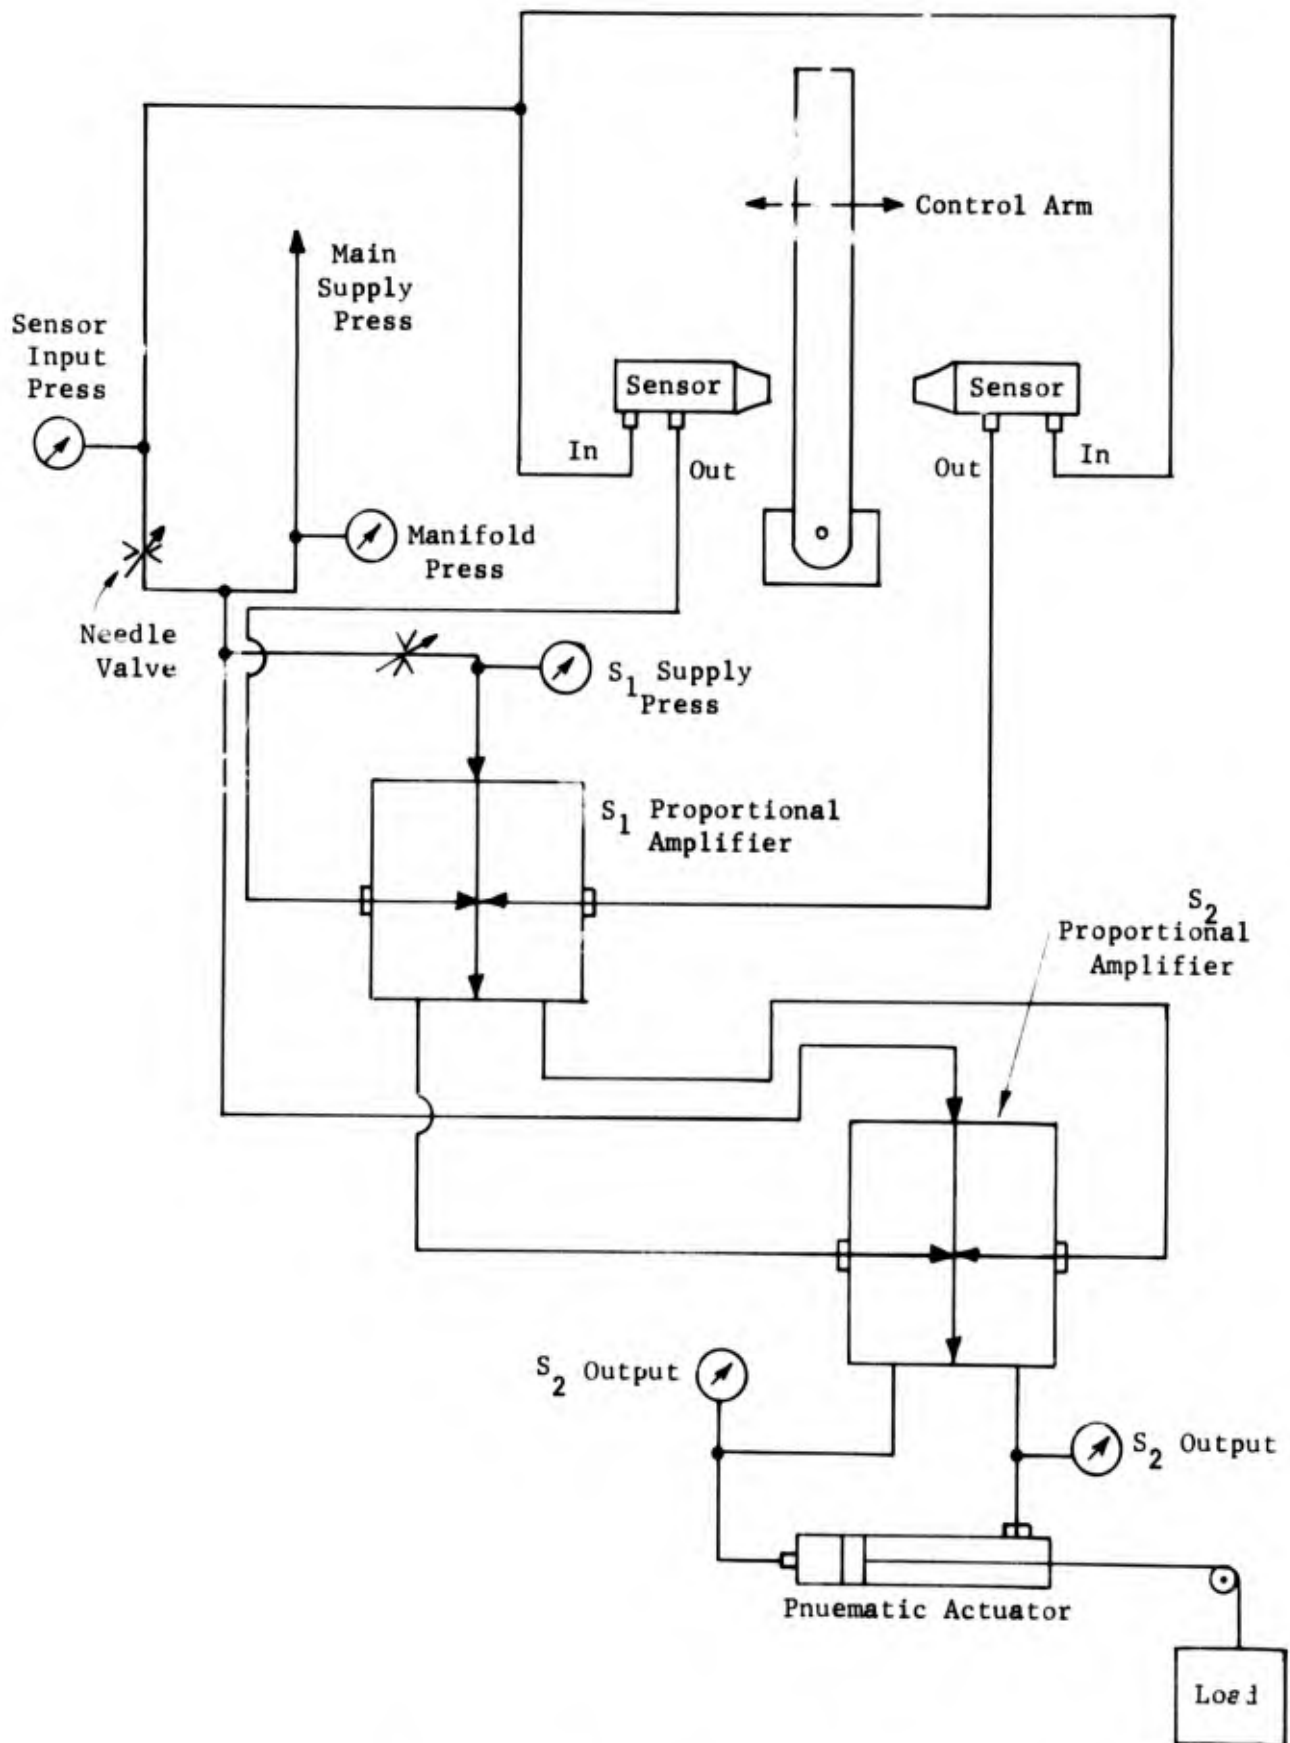 Control Arm
Main
Supply
Press
Sensor
Input
Press
Sensor
Sensor
In
Out
Out
In
Manifold
Press
Needle
Valve
S1 Supply
Press
S1 Proportional
Amplifier
S2
Proportional
Amplifier
S2 Output
S2 Output
Pnuematic Actuator
Load